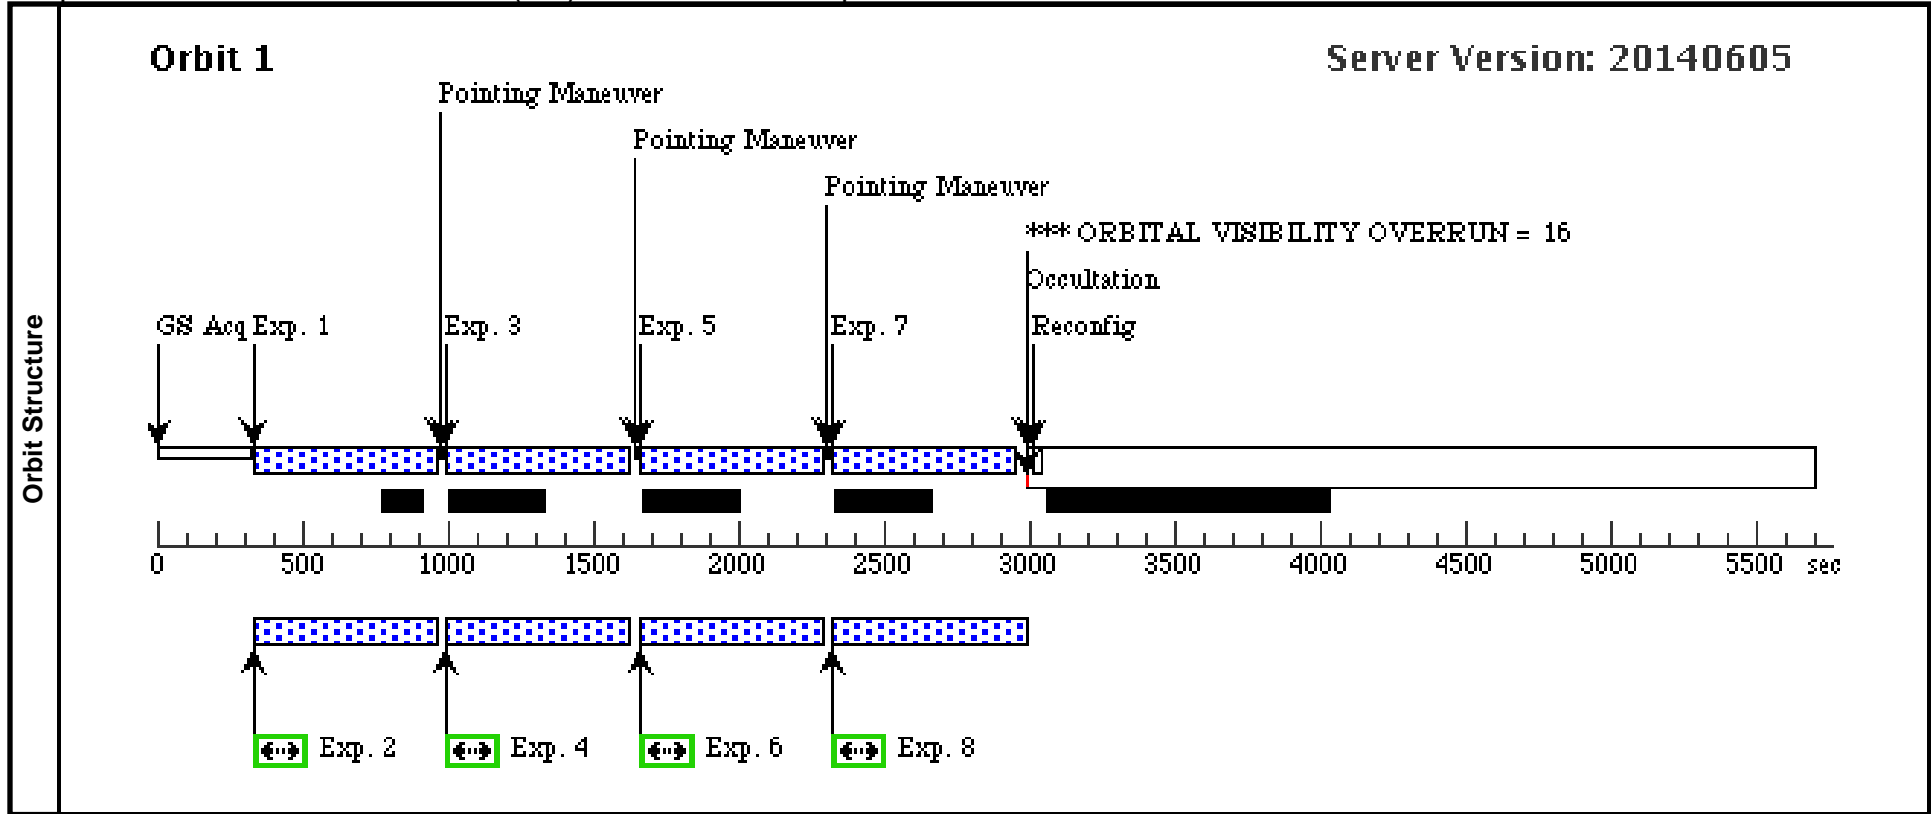 Orbit 1
Server Version: 20140605
Pointing Maneuver
Pointing Maneuver
Pointing Maneuver
*** ORBITAL VISIBILITY OVERRUN = 16
Occultation
GS Acq Exp. 1 Exp. 3 Exp. 5 Exp. 7 Reconfig
Orbit Structure
0 500 1000 1500 2000 2500 3000 3500 4000 4500 5000 5500 sec
Exp. 2 Exp. 4 Exp. 6 Exp. 8